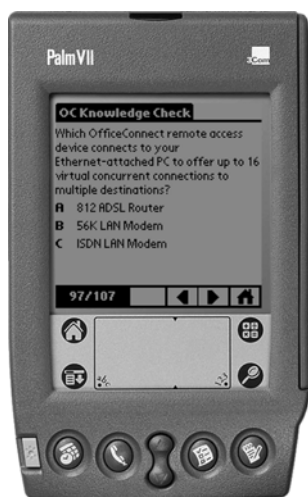 PalmVII
3Com
OC Knowledge Check
Which OfficeConnect remote access
device connects to your
Ethernet-attached PC to offer up to 16
virtual concurrent connections to
multiple destinations?
A 812 ADSL Router
B 56K LAN Modem
C ISDN LAN Modem
97/107
abc
123